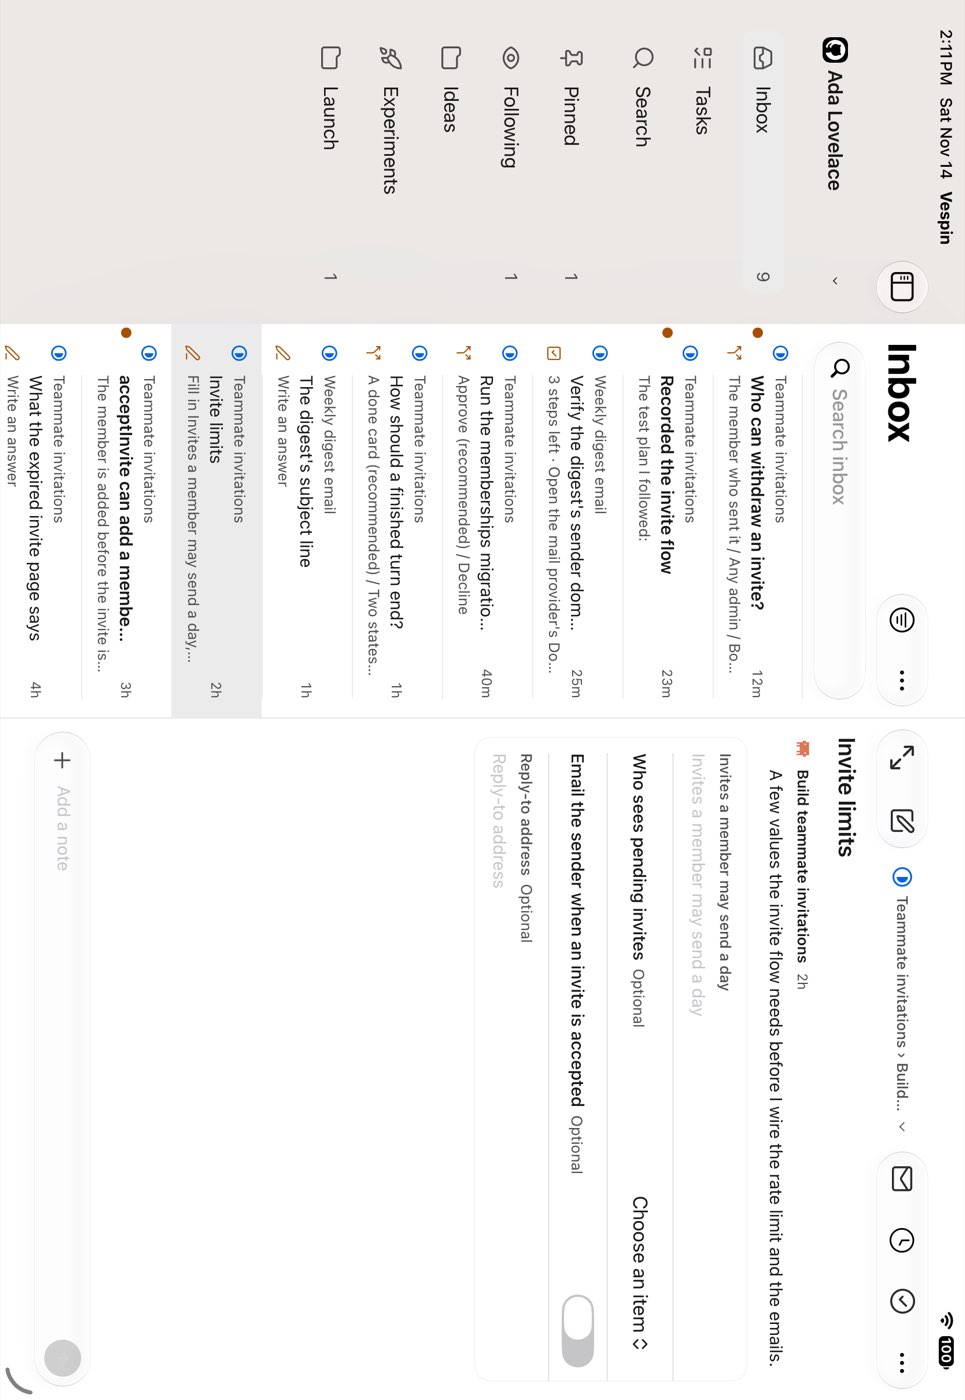 2:11 PM Sat Nov 14 Vespin
100
Ada Lovelace
Inbox 9
Tasks
Search
Pinned 1
Following 1
Ideas
Experiments
Launch 1
Inbox
Search inbox
Teammate invitations
Who can withdraw an invite? 12m
The member who sent it / Any admin / Bo...
Teammate invitations
Recorded the invite flow 23m
The test plan I followed:
Weekly digest email
Verify the digest's sender dom... 25m
3 steps left · Open the mail provider's Do...
Teammate invitations
Run the memberships migratio... 40m
Approve (recommended) / Decline
Teammate invitations
How should a finished turn end? 1h
A done card (recommended) / Two states...
Weekly digest email
The digest's subject line 1h
Write an answer
Teammate invitations
Invite limits 2h
Fill in Invites a member may send a day,...
Teammate invitations
acceptInvite can add a membe... 3h
The member is added before the invite is...
Teammate invitations
What the expired invite page says 4h
Write an answer
Teammate invitations › Build...
Invite limits
Build teammate invitations 2h
A few values the invite flow needs before I wire the rate limit and the emails.
Invites a member may send a day
Invites a member may send a day
Who sees pending invites Optional Choose an item
Email the sender when an invite is accepted Optional
Reply-to address Optional
Reply-to address
Add a note